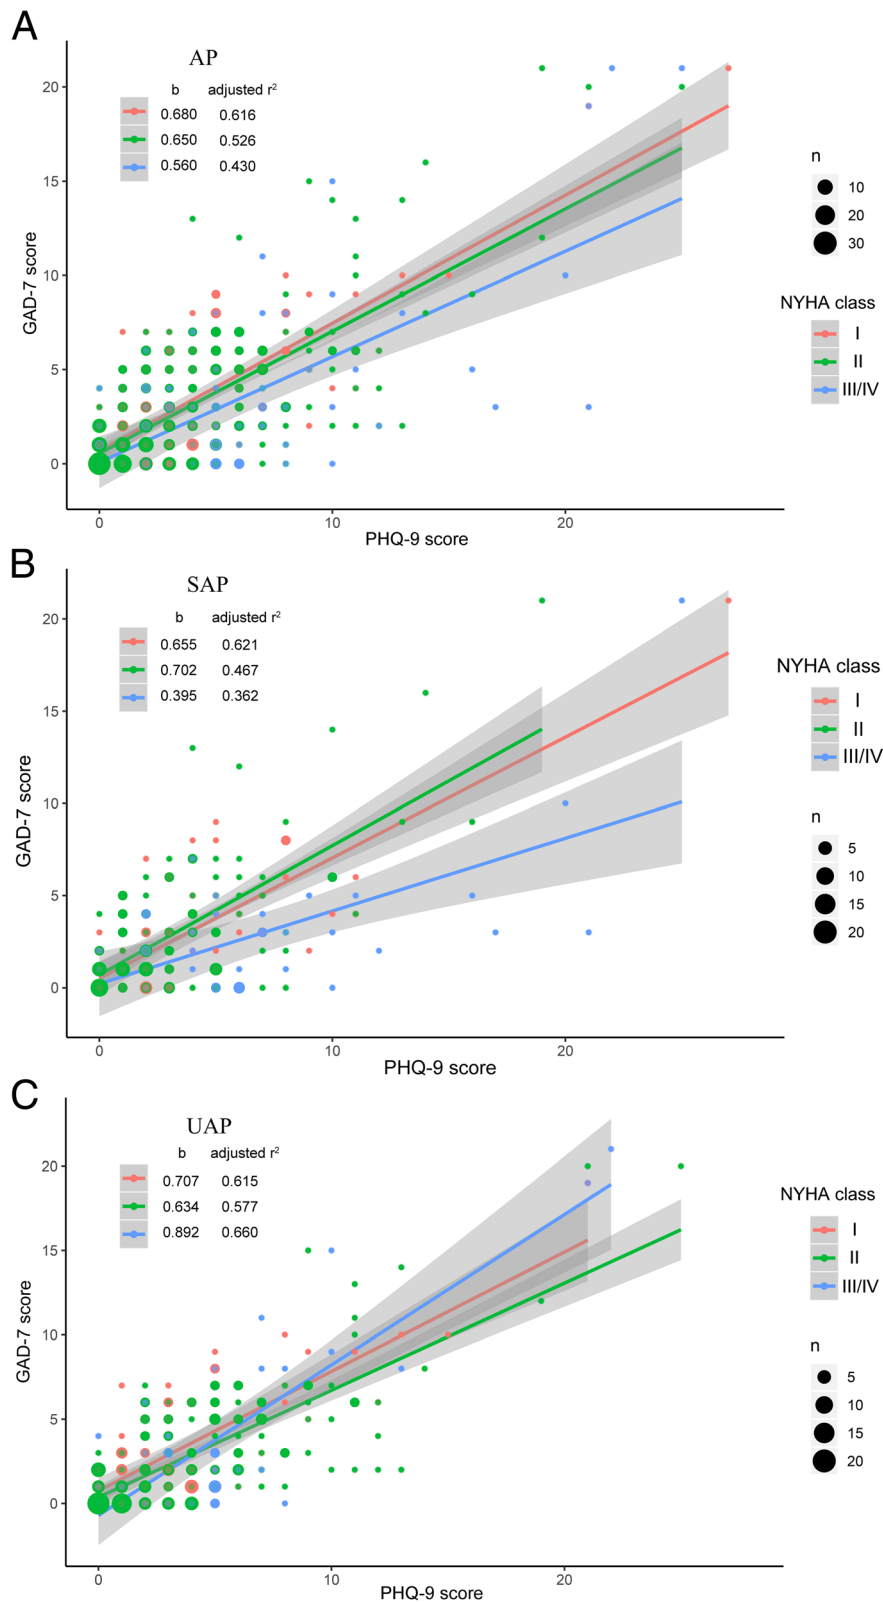 A
AP
b adjusted r²
0.680 0.616
0.650 0.526
0.560 0.430
GAD-7 score
20
15
10
5
0
0 10 20
PHQ-9 score
n
10
20
30
NYHA class
I
II
III/IV
B
SAP
b adjusted r²
0.655 0.621
0.702 0.467
0.395 0.362
GAD-7 score
20
15
10
5
0
0 10 20
PHQ-9 score
NYHA class
I
II
III/IV
n
5
10
15
20
C
UAP
b adjusted r²
0.707 0.615
0.634 0.577
0.892 0.660
GAD-7 score
20
15
10
5
0
0 10 20
PHQ-9 score
NYHA class
I
II
III/IV
n
5
10
15
20